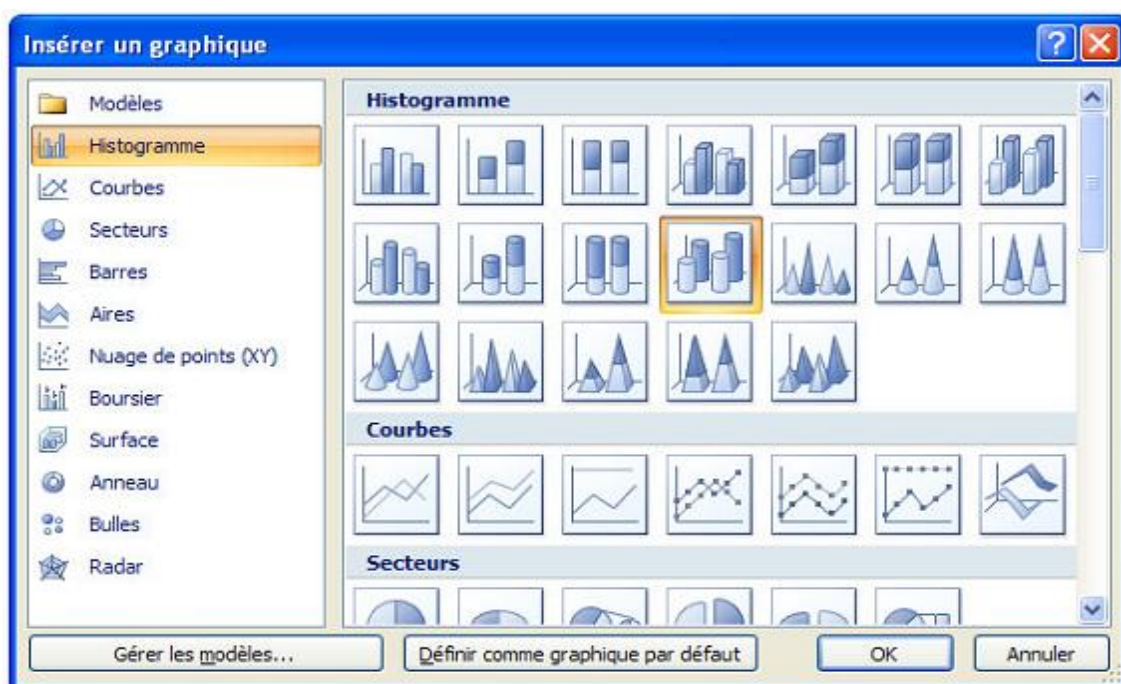 Insérer un graphique
Modèles
Histogramme
Courbes
Secteurs
Barres
Aires
Nuage de points (XY)
Boursier
Surface
Anneau
Bulles
Radar
Histogramme
Courbes
Secteurs
Gérer les modèles...
Définir comme graphique par défaut
OK
Annuler